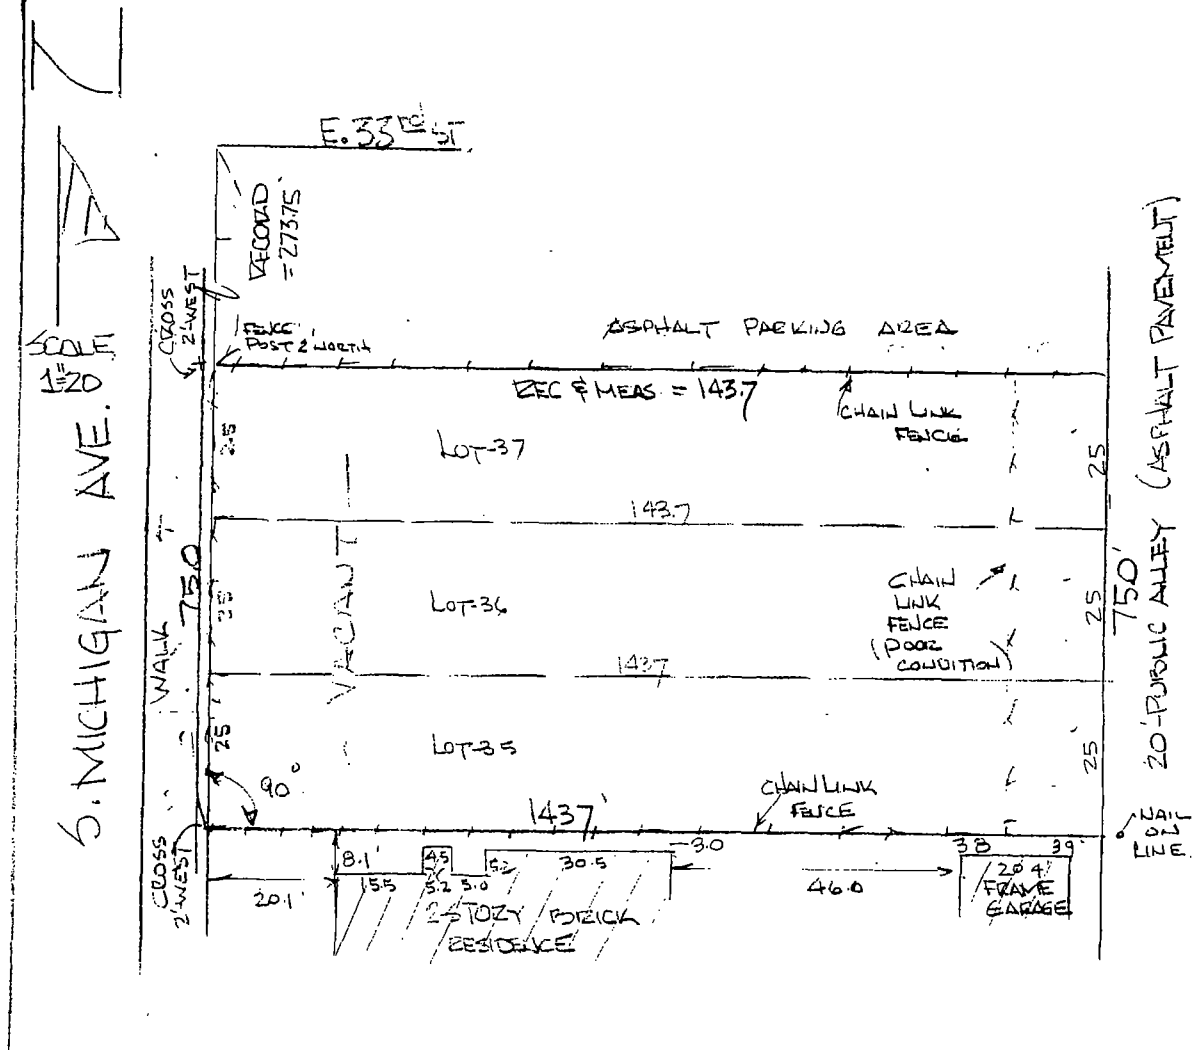 E. 33rd ST
RECORD
=273.75'
SCALE
1"=20
S. MICHIGAN AVE.
CROSS
2'-WEST
FENCE
POST 2' NORTH
ASPHALT PARKING AREA
REC & MEAS. = 143.7
CHAIN LINK
FENCE
LOT-37
25
25
143.7
VACANT
WALK
75.0
LOT-36
25
25
CHAIN
LINK
FENCE
(POOR
CONDITION)
75.0'
20'-PUBLIC ALLEY (ASPHALT PAVEMENT)
143.7
LOT-35
25'
25
90°
143.7'
CHAIN LINK
FENCE
NAIL
ON
LINE.
CROSS
2'-WEST
20.1'
8.1'
15.5
4.5
5.2
5.0
5.2
30.5
3.0
46.0
3.8
3.9'
20.4'
FRAME
GARAGE
2-STORY BRICK
RESIDENCE